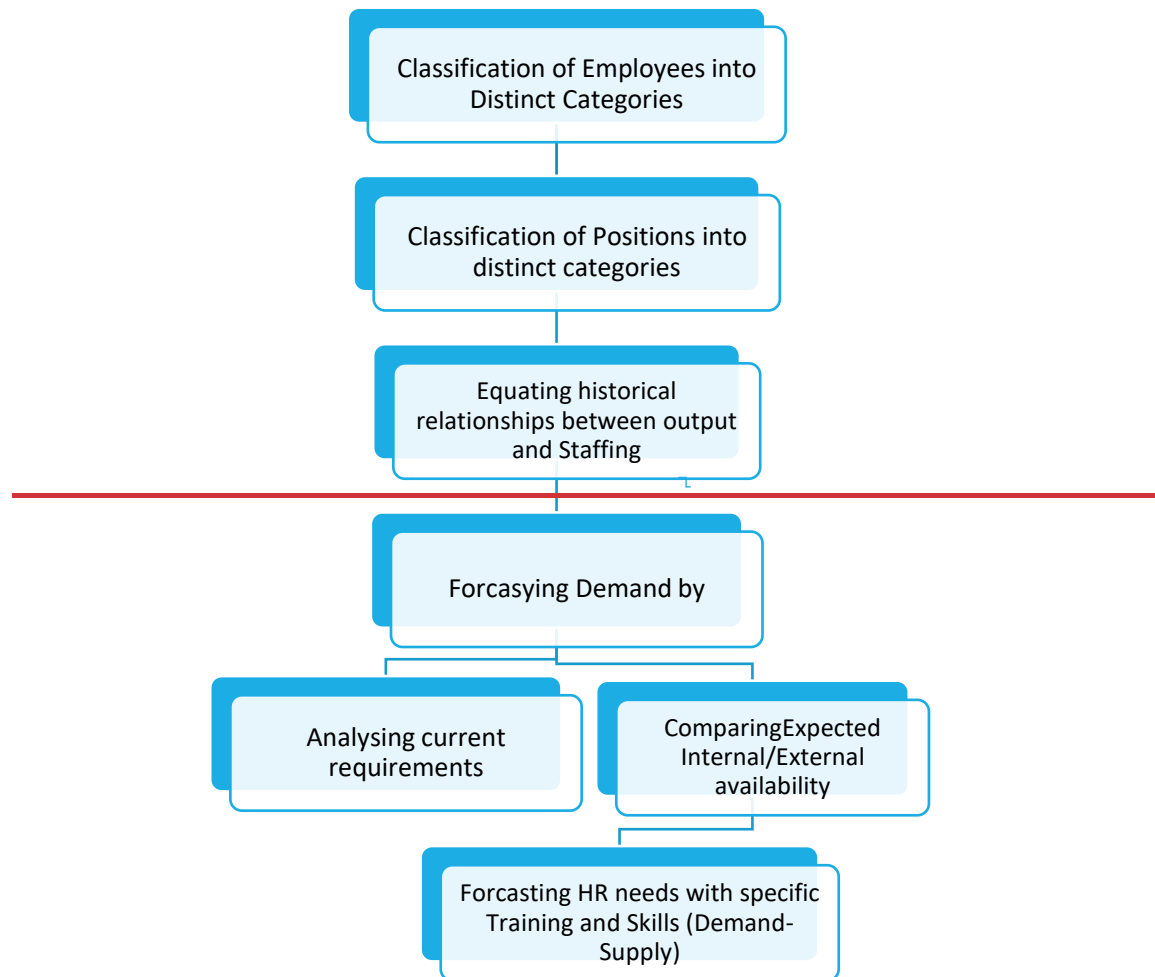 Classification of Employees into
Distinct Categories
Classification of Positions into
distinct categories
Equating historical
relationships between output
and Staffing
Forcasying Demand by
Analysing current
requirements
ComparingExpected
Internal/External
availability
Forcasting HR needs with specific
Training and Skills (Demand-
Supply)